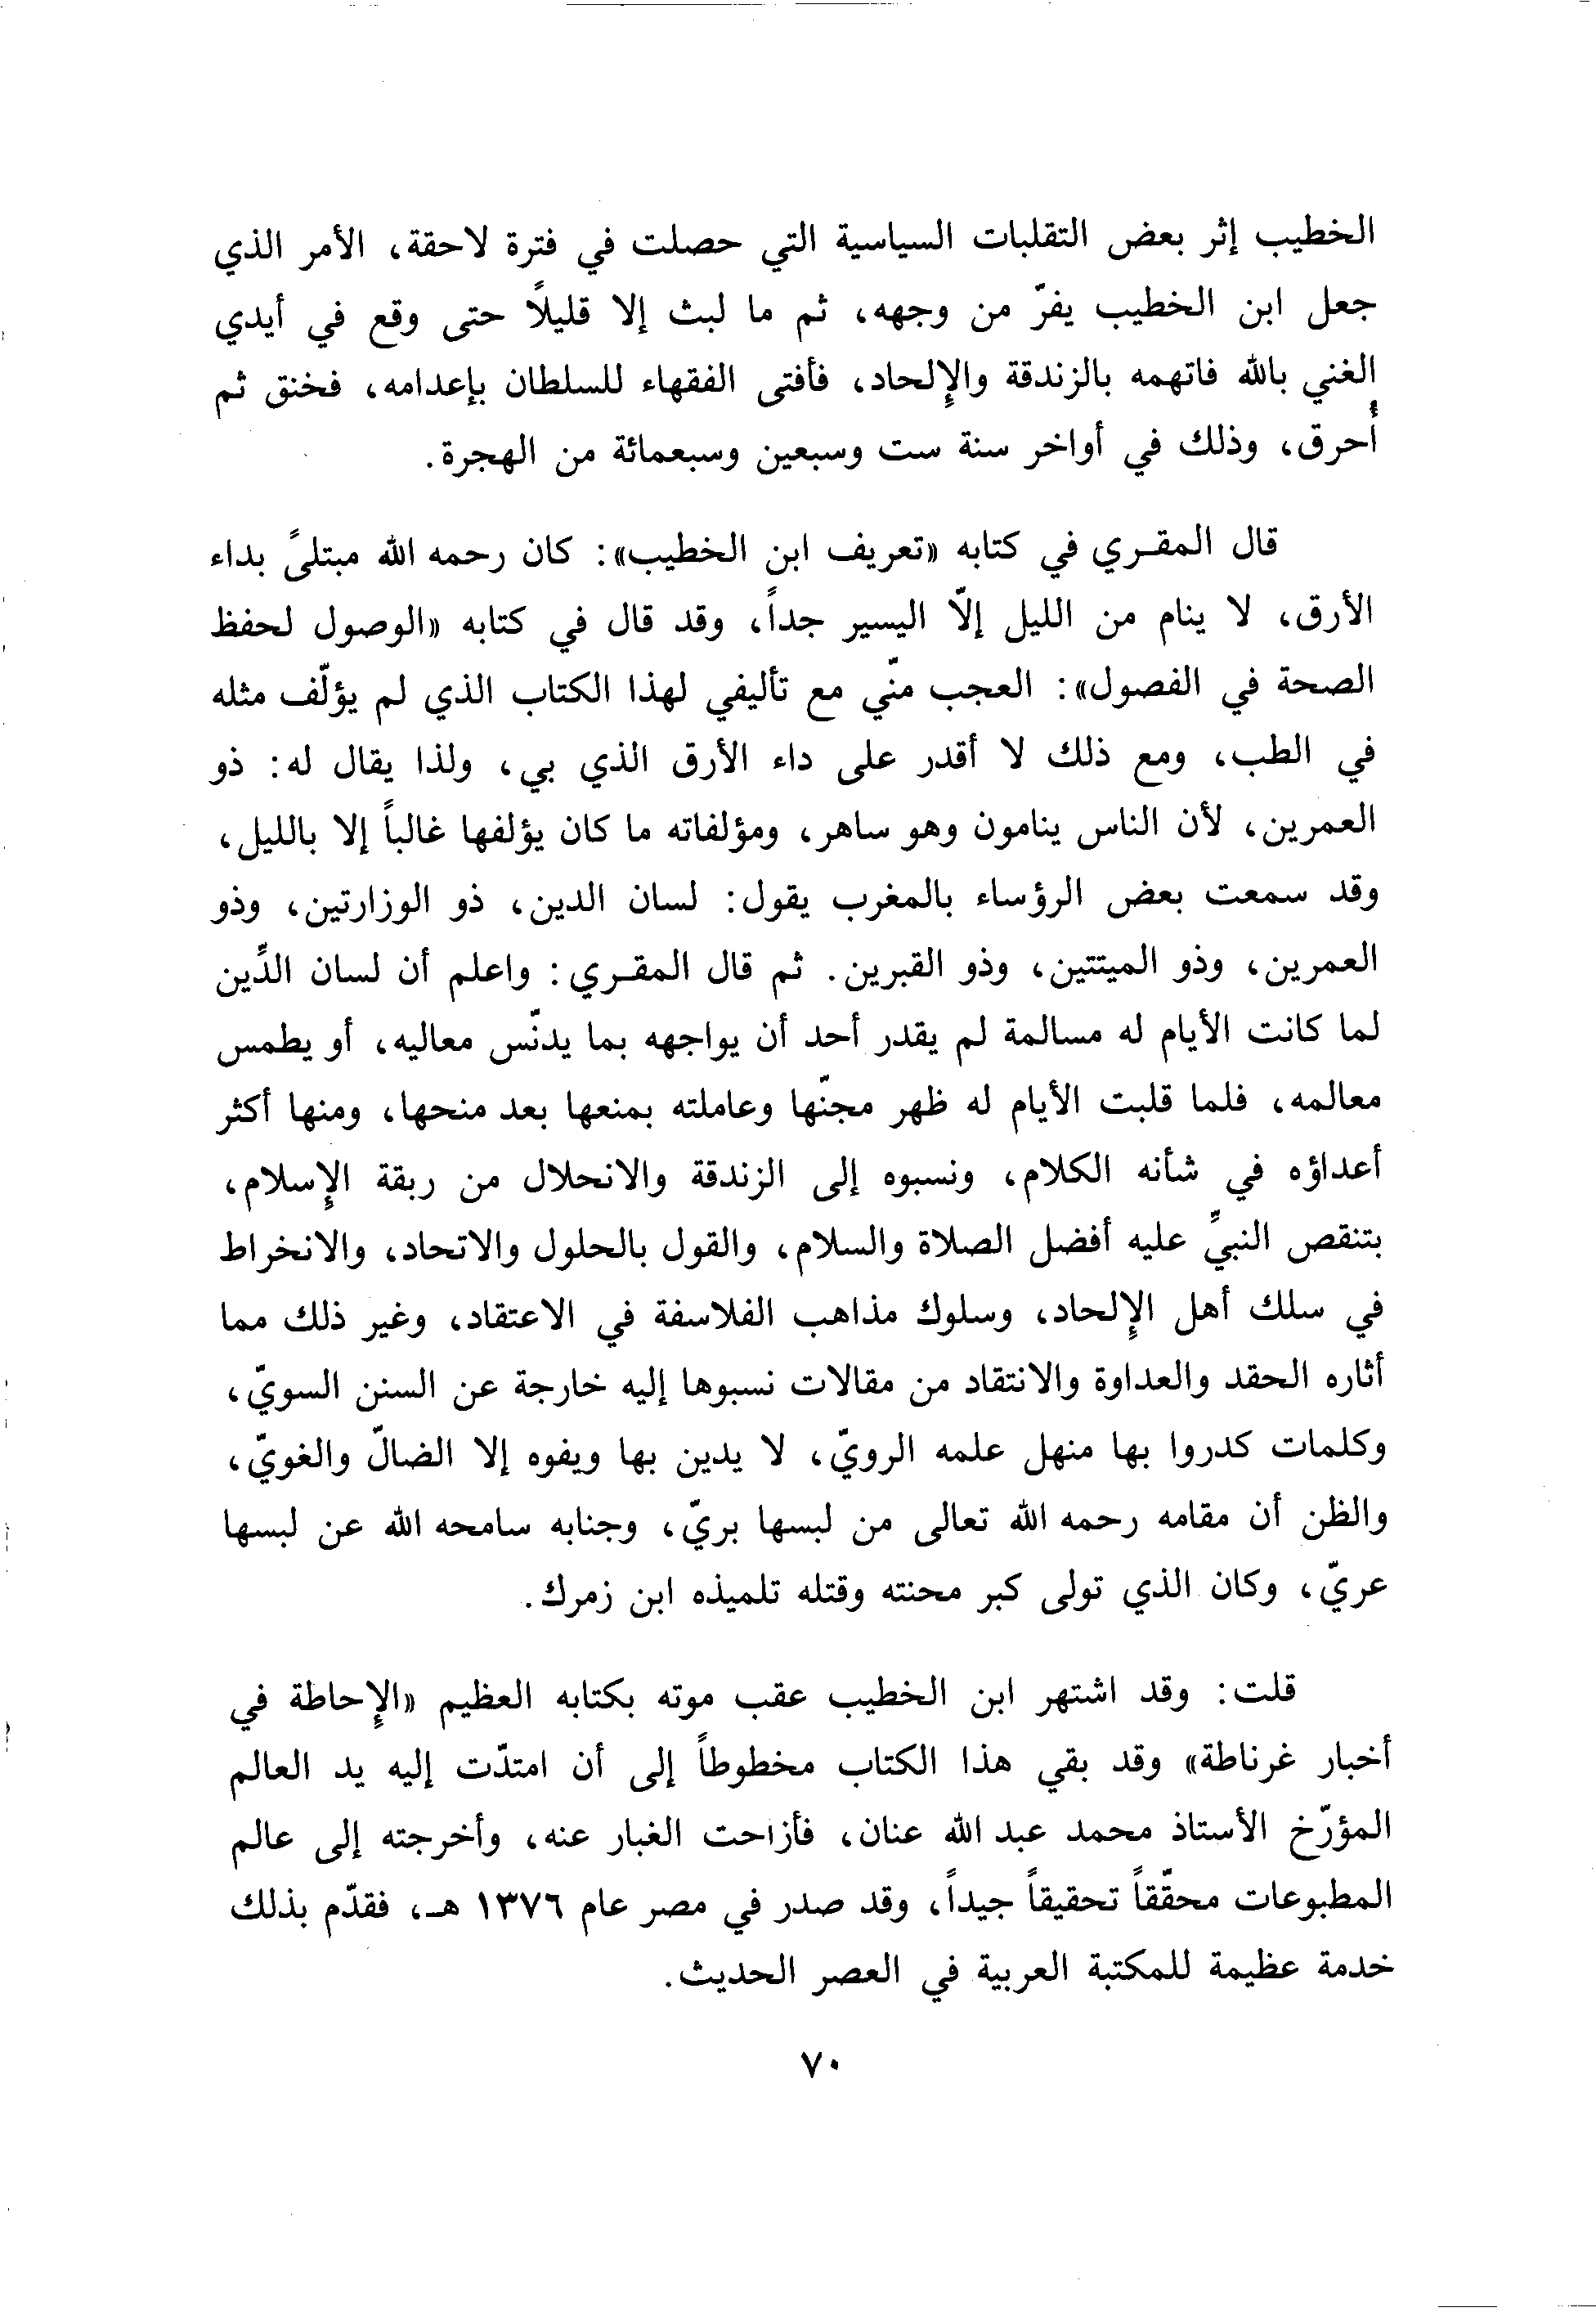 الخطيب إثر بعض التقلبات السياسية التي حصلت في فترة لاحقة، الأمر الذي
جعل ابن الخطيب يفرّ من وجهه، ثم ما لبث إلا قليلاً حتى وقع في أيدي
الغني بالله فاتهمه بالزندقة والإِلحاد، فأفتى الفقهاء للسلطان بإعدامه، فخنق ثم
أُحرق، وذلك في أواخر سنة ست وسبعين وسبعمائة من الهجرة.
قال المقـري في كتابه «تعريف ابن الخطيب»: كان رحمه الله مبتلىً بداء
الأرق، لا ينام من الليل إلّا اليسير جداً، وقد قال في كتابه «الوصول لحفظ
الصحة في الفصول»: العجب منّي مع تأليفي لهذا الكتاب الذي لم يؤلّف مثله
في الطب، ومع ذلك لا أقدر على داء الأرق الذي بي، ولذا يقال له: ذو
العمرين، لأن الناس ينامون وهو ساهر، ومؤلفاته ما كان يؤلفها غالباً إلا بالليل،
وقد سمعت بعض الرؤساء بالمغرب يقول: لسان الدين، ذو الوزارتين، وذو
العمرين، وذو الميتتين، وذو القبرين. ثم قال المقـري: واعلم أن لسان الدِّين
لما كانت الأيام له مسالمة لم يقدر أحد أن يواجهه بما يدنّس معاليه، أو يطمس
معالمه، فلما قلبت الأيام له ظهر مجنّها وعاملته بمنعها بعد منحها، ومنها أكثر
أعداؤه في شأنه الكلام، ونسبوه إلى الزندقة والانحلال من ربقة الإِسلام،
بتنقص النبيِّ عليه أفضل الصلاة والسلام، والقول بالحلول والاتحاد، والانخراط
في سلك أهل الإِلحاد، وسلوك مذاهب الفلاسفة في الاعتقاد، وغير ذلك مما
أثاره الحقد والعداوة والانتقاد من مقالات نسبوها إليه خارجة عن السنن السويّ،
وكلمات كدروا بها منهل علمه الرويّ، لا يدين بها ويفوه إلا الضالّ والغويّ،
والظن أن مقامه رحمه الله تعالى من لبسها بريّ، وجنابه سامحه الله عن لبسها
عريّ، وكان الذي تولى كبر محنته وقتله تلميذه ابن زمرك.
قلت: وقد اشتهر ابن الخطيب عقب موته بكتابه العظيم «الإِحاطة في
أخبار غرناطة» وقد بقي هذا الكتاب مخطوطاً إلى أن امتدّت إليه يد العالم
المؤرّخ الأستاذ محمد عبد الله عنان، فأزاحت الغبار عنه، وأخرجته إلى عالم
المطبوعات محقّقاً تحقيقاً جيداً، وقد صدر في مصر عام ١٣٧٦ هـ، فقدّم بذلك
خدمة عظيمة للمكتبة العربية في العصر الحديث.
٧٠